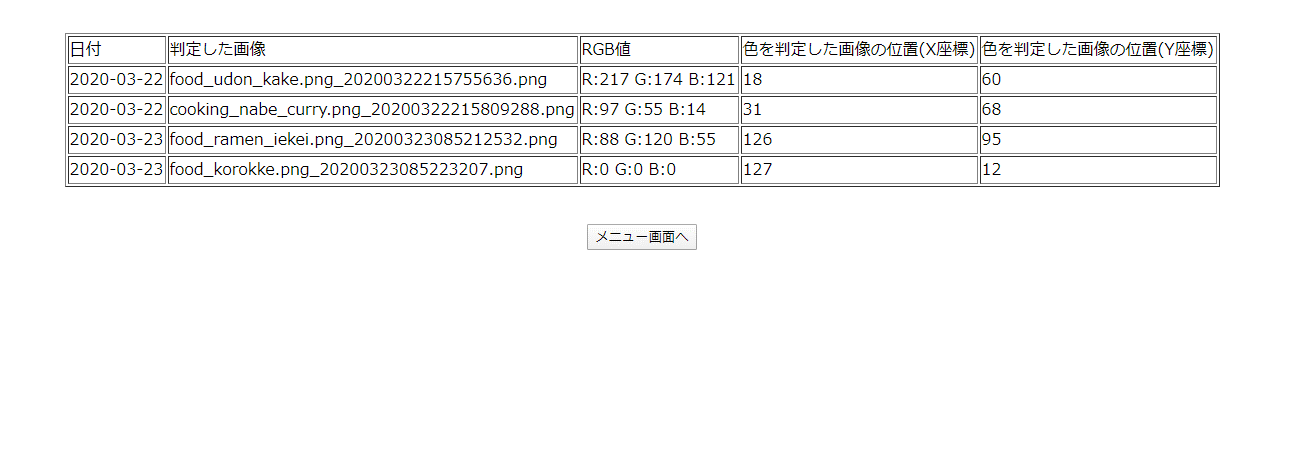 日付 判定した画像 RGB値 色を判定した画像の位置(X座標) 色を判定した画像の位置(Y座標)
2020-03-22 food_udon_kake.png_20200322215755636.png R:217 G:174 B:121 18 60
2020-03-22 cooking_nabe_curry.png_20200322215809288.png R:97 G:55 B:14 31 68
2020-03-23 food_ramen_iekei.png_20200323085212532.png R:88 G:120 B:55 126 95
2020-03-23 food_korokke.png_20200323085223207.png R:0 G:0 B:0 127 12
メニュー画面へ